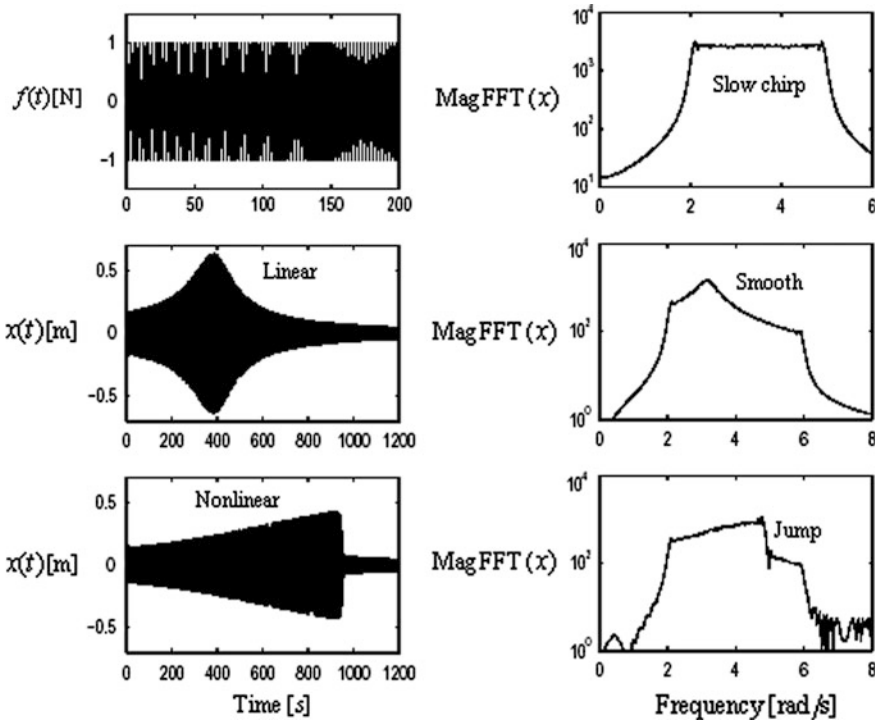 1
f(t)[N]
0
−1
0 50 100 150 200
10⁴
10³
MagFFT(x)
Slow chirp
10²
10¹
0 2 4 6
0.5
Linear
x(t)[m]
0
−0.5
0 200 400 600 800 1000 1200
10⁴
Smooth
MagFFT(x)
10²
10⁰
0 2 4 6 8
0.5
Nonlinear
x(t)[m]
0
−0.5
0 200 400 600 800 1000 1200
Time [s]
10⁴
Jump
MagFFT(x)
10²
10⁰
0 2 4 6 8
Frequency [rad/s]